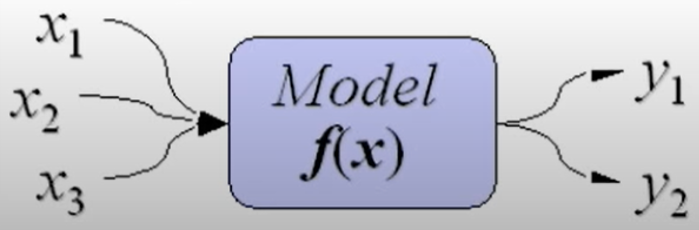 x₁
x₂
x₃
Model
f(x)
y₁
y₂